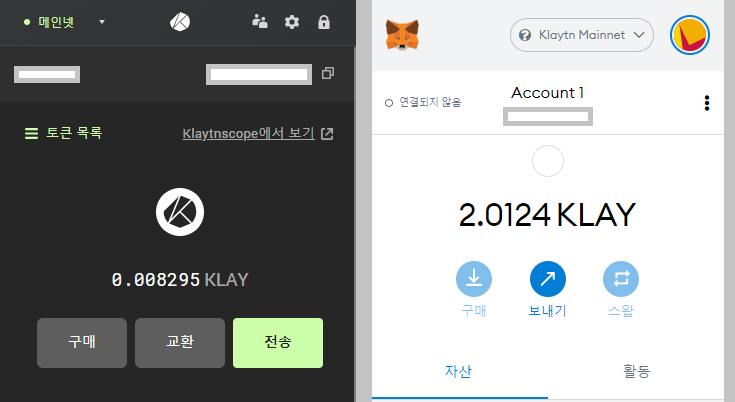 메인넷
토큰 목록
Klaytnscope에서 보기
0.008295 KLAY
구매
교환
전송
Klaytn Mainnet
연결되지 않음
Account 1
2.0124 KLAY
구매
보내기
스왑
자산
활동